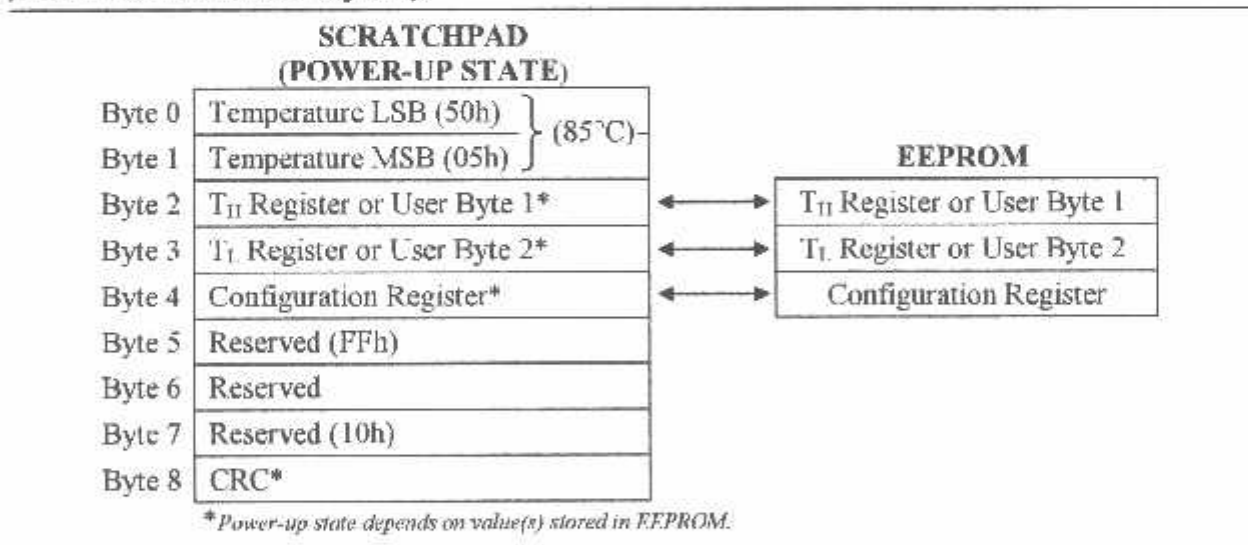 SCRATCHPAD
(POWER-UP STATE)
Byte 0 Temperature LSB (50h)
(85°C)
Byte 1 Temperature MSB (05h)
EEPROM
Byte 2 TH Register or User Byte 1* TH Register or User Byte 1
Byte 3 TL Register or User Byte 2* TL Register or User Byte 2
Byte 4 Configuration Register* Configuration Register
Byte 5 Reserved (FFh)
Byte 6 Reserved
Byte 7 Reserved (10h)
Byte 8 CRC*
*Power-up state depends on value(s) stored in EEPROM.